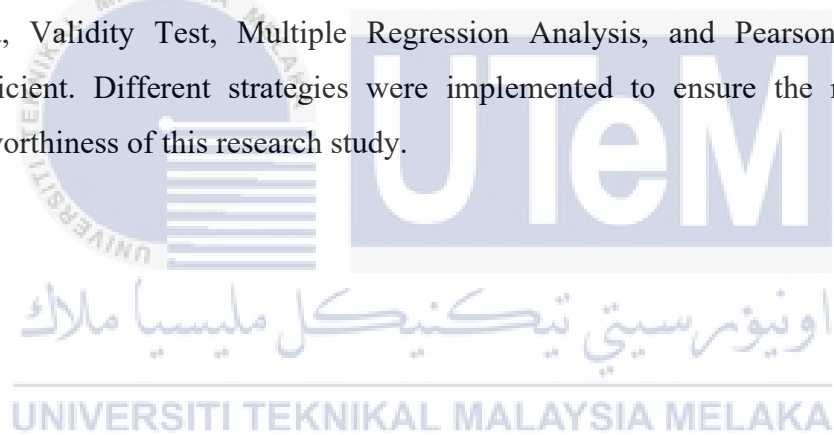 , Validity Test, Multiple Regression Analysis, and Pearson
icient. Different strategies were implemented to ensure the
worthiness of this research study.
UTeM
اونيۏرسيتي تيكنيكل مليسيا ملاك
UNIVERSITI TEKNIKAL MALAYSIA MELAKA